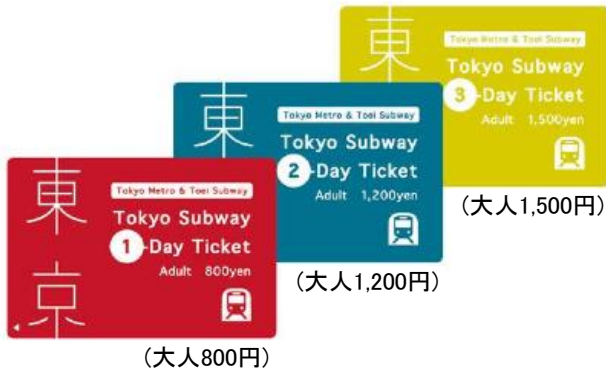 東
Tokyo Metro & Toei Subway
Tokyo Subway
3-Day Ticket
Adult 1,500yen
(大人1,500円)
東
Tokyo Metro & Toei Subway
Tokyo Subway
2-Day Ticket
Adult 1,200yen
(大人1,200円)
東
京
Tokyo Metro & Toei Subway
Tokyo Subway
1-Day Ticket
Adult 800yen
(大人800円)